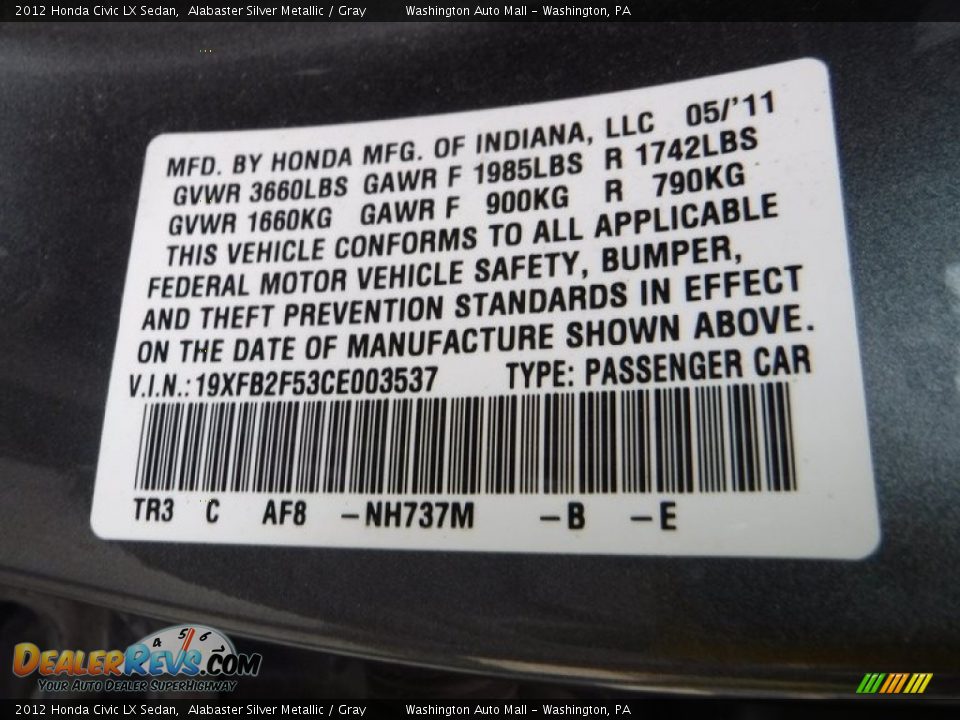 2012 Honda Civic LX Sedan,  Alabaster Silver Metallic / Gray     Washington Auto Mall - Washington, PA
MFD. BY HONDA MFG. OF INDIANA, LLC  05/'11
GVWR 3660LBS  GAWR F 1985LBS  R 1742LBS
GVWR 1660KG  GAWR F  900KG  R  790KG
THIS VEHICLE CONFORMS TO ALL APPLICABLE
FEDERAL MOTOR VEHICLE SAFETY, BUMPER,
AND THEFT PREVENTION STANDARDS IN EFFECT
ON THE DATE OF MANUFACTURE SHOWN ABOVE.
V.I.N.: 19XFB2F53CE003537  TYPE: PASSENGER CAR
TR3  C  AF8  -NH737M  -B  -E
4 5 6
DEALERREVS.COM
YOUR AUTO DEALER SUPERHIGHWAY
2012 Honda Civic LX Sedan,  Alabaster Silver Metallic / Gray     Washington Auto Mall - Washington, PA